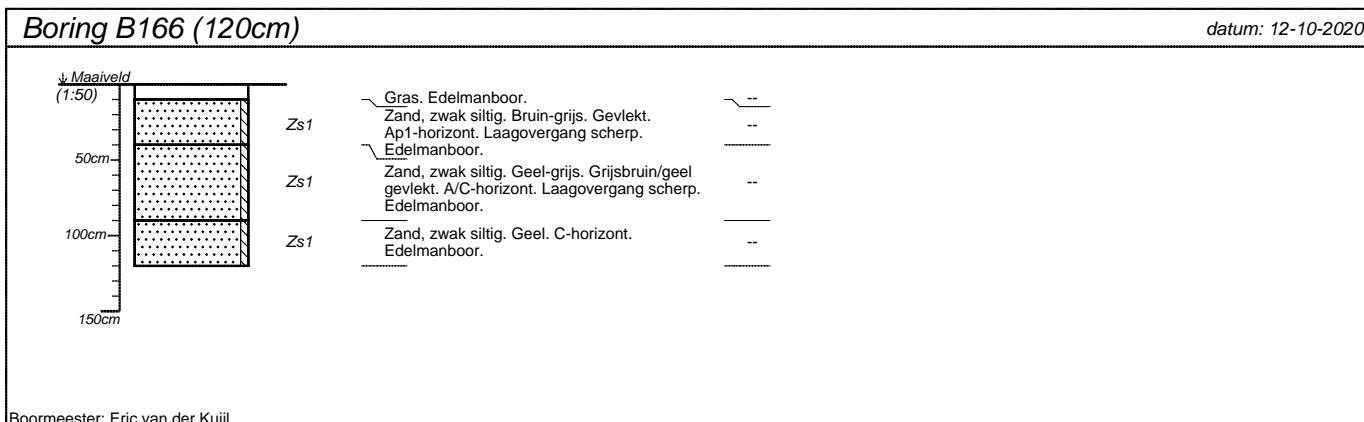 Boring B166 (120cm)
datum: 12-10-2020
Maaiveld
(1:50)
Gras. Edelmanboor.
--
Zs1
Zand, zwak siltig. Bruin-grijs. Gevlekt.
Ap1-horizont. Laagovergang scherp.
Edelmanboor.
--
50cm
Zs1
Zand, zwak siltig. Geel-grijs. Grijsbruin/geel
gevlekt. A/C-horizont. Laagovergang scherp.
Edelmanboor.
--
100cm
Zs1
Zand, zwak siltig. Geel. C-horizont.
Edelmanboor.
--
150cm
Boormeester: Eric van der Kuijl